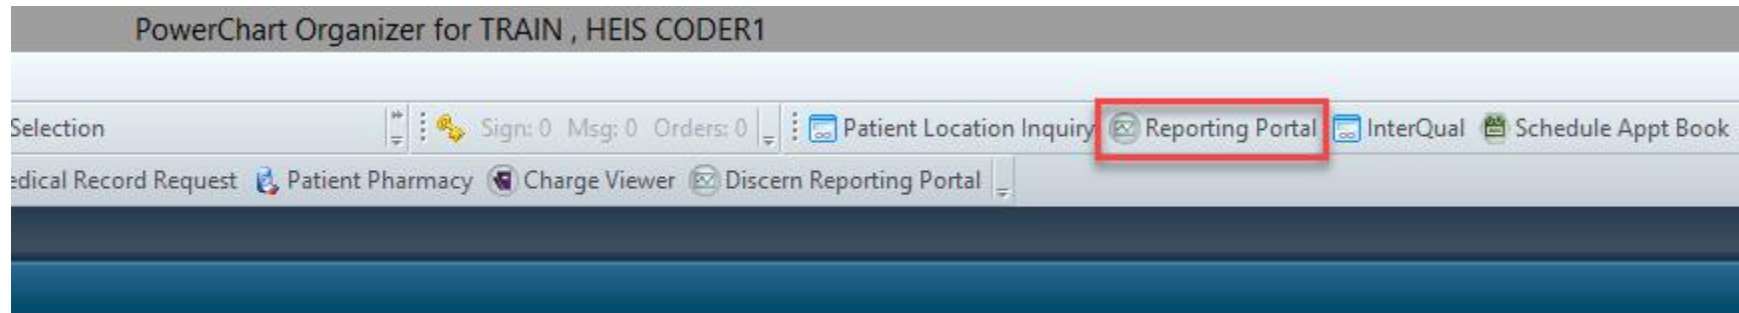 PowerChart Organizer for TRAIN , HEIS CODER1
Selection Sign: 0 Msg: 0 Orders: 0 Patient Location Inquiry Reporting Portal InterQual Schedule Appt Book
edical Record Request Patient Pharmacy Charge Viewer Discern Reporting Portal